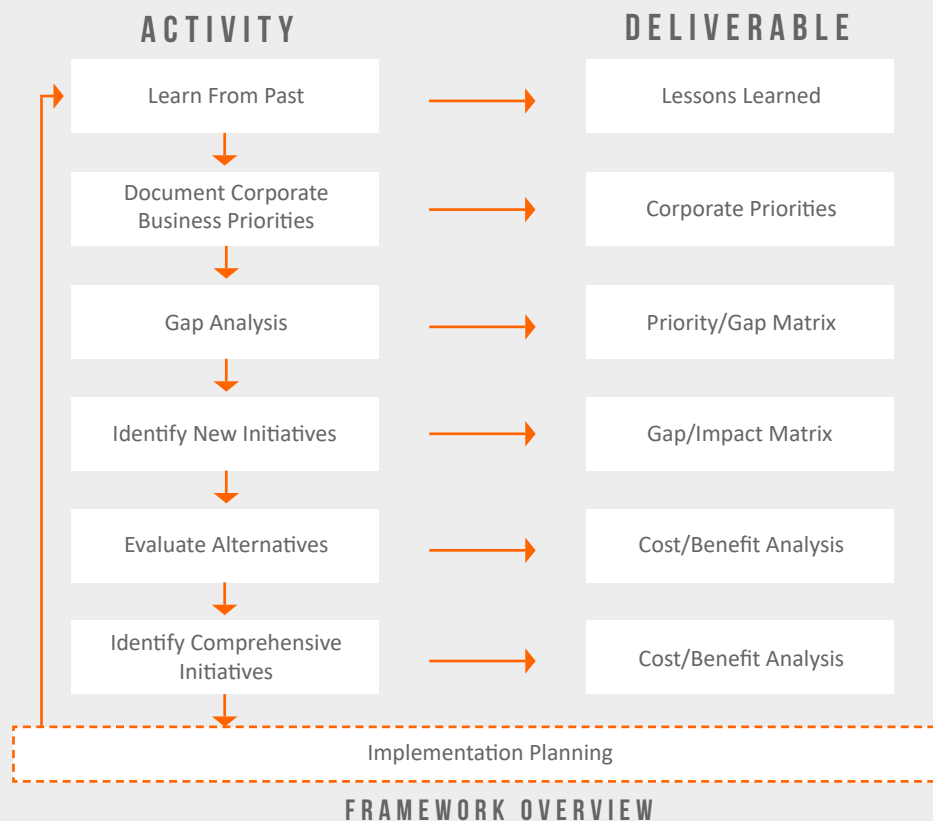 ACTIVITY
DELIVERABLE
Learn From Past
Lessons Learned
Document Corporate
Business Priorities
Corporate Priorities
Gap Analysis
Priority/Gap Matrix
Identify New Initiatives
Gap/Impact Matrix
Evaluate Alternatives
Cost/Benefit Analysis
Identify Comprehensive
Initiatives
Cost/Benefit Analysis
Implementation Planning
FRAMEWORK OVERVIEW